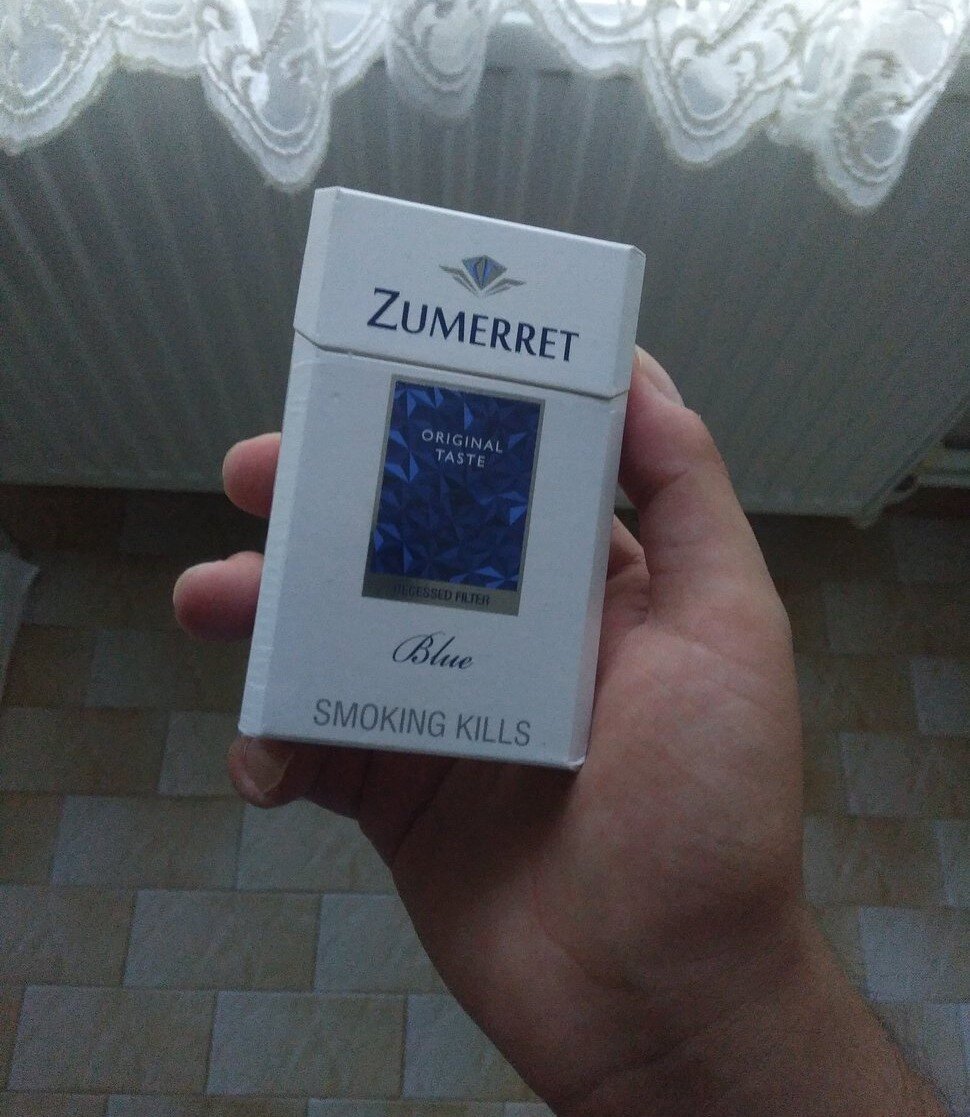 ZUMERRET
ORIGINAL
TASTE
RECESSED FILTER
Blue
SMOKING KILLS